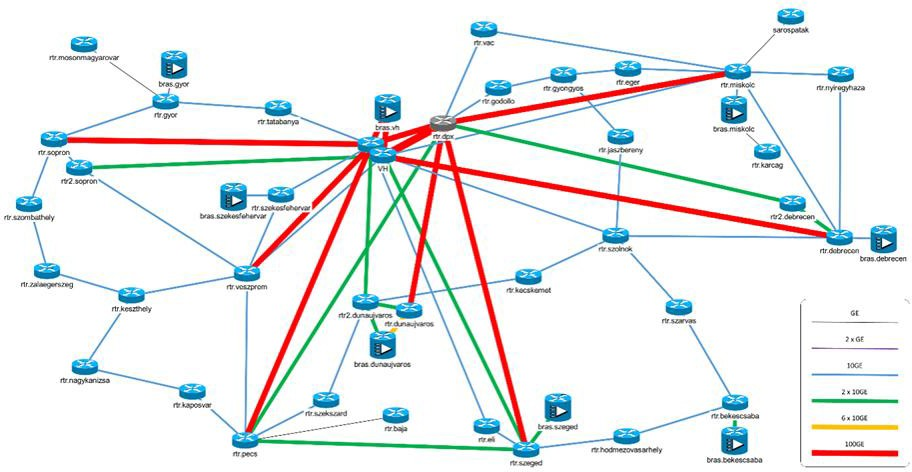 sarospatak
rtr.vac
rtr.mosonmagyarovar
bras.gyor
rtr.eger
rtr.miskolc
rtr.nyiregyhaza
rtr.gyongyos
rtr.godollo
rtr.gyor
rtr.tatabanya
bras.vh
bras.miskolc
rtr.dpx
rtr.sopron
rtr.jaszbereny
rtr.karcag
VH
rtr2.sopron
rtr.szekesfehervar
bras.szekesfehervar
rtr.szombathely
rtr2.debrecen
rtr.szolnok
rtr.debrecen
bras.debrecen
rtr.zalaegerszeg
rtr.veszprem
rtr.kecskemet
rtr.keszthely
rtr2.dunaujvaros
rtr.dunaujvaros
rtr.szarvas
GE
2 x GE
bras.dunaujvaros
10GE
rtr.nagykanizsa
2 x 10GE
rtr.kaposvar
rtr.szekszard
6 x 10GE
rtr.baja
bras.szeged
rtr.bekescsaba
rtr.eli
100GE
rtr.pecs
rtr.hodmezovasarhely
rtr.szeged
bras.bekescsaba